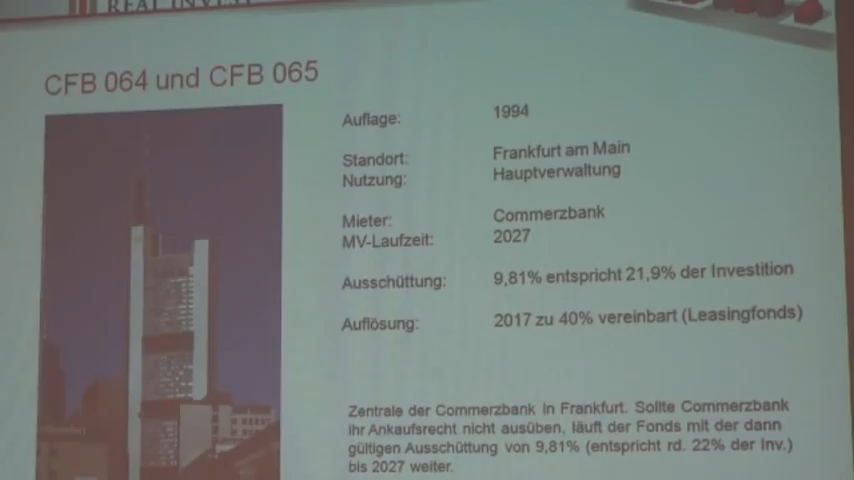 REAL INVEST
CFB 064 und CFB 065
Auflage: 1994
Standort: Frankfurt am Main
Nutzung: Hauptverwaltung
Mieter: Commerzbank
MV-Laufzeit: 2027
Ausschüttung: 9,81% entspricht 21,9% der Investition
Auflösung: 2017 zu 40% vereinbart (Leasingfonds)
Zentrale der Commerzbank in Frankfurt. Sollte Commerzbank
ihr Ankaufsrecht nicht ausüben, läuft der Fonds mit der dann
gültigen Ausschüttung von 9,81% (entspricht rd. 22% der Inv.)
bis 2027 weiter.